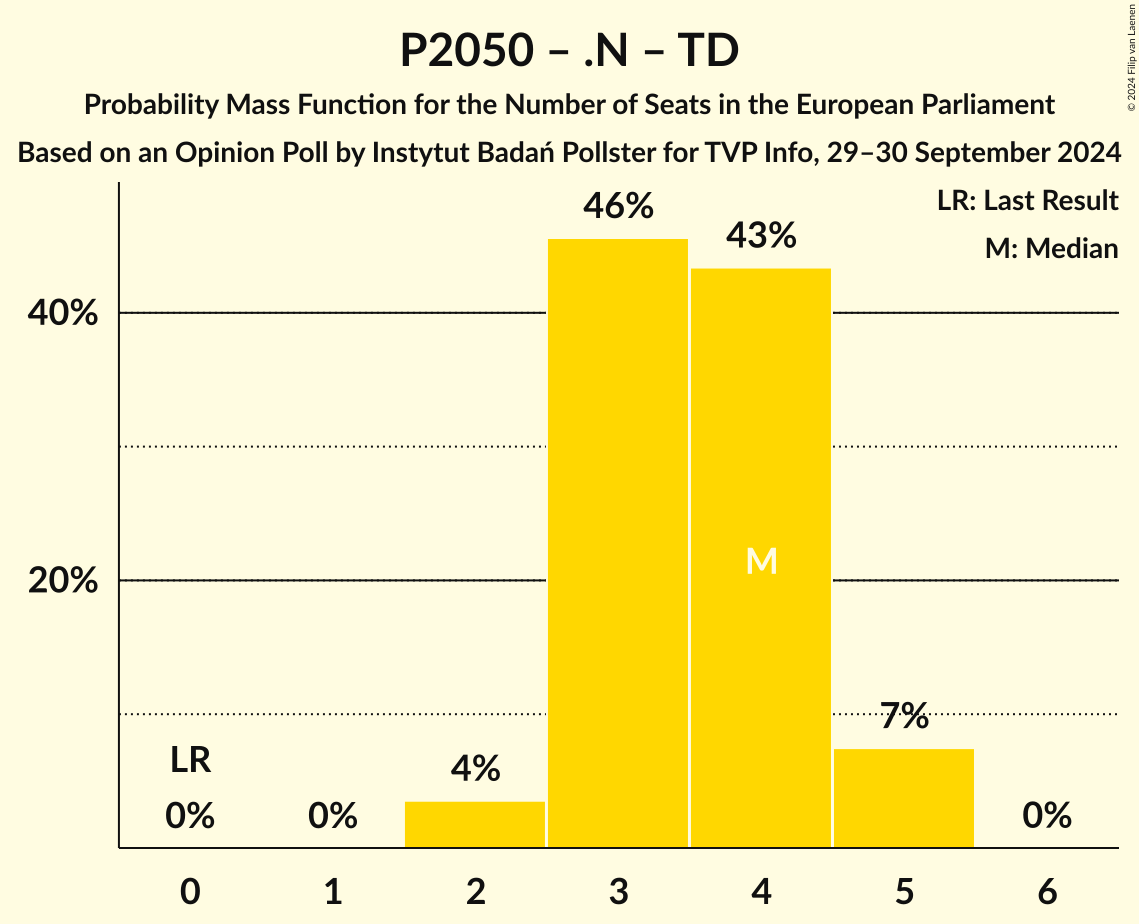 P2050 – .N – TD
Probability Mass Function for the Number of Seats in the European Parliament
Based on an Opinion Poll by Instytut Badań Pollster for TVP Info, 29–30 September 2024
© 2024 Filip van Laenen
LR: Last Result
M: Median
46%
43%
40%
M
20%
7%
LR
4%
0%
0%
0%
0 1 2 3 4 5 6